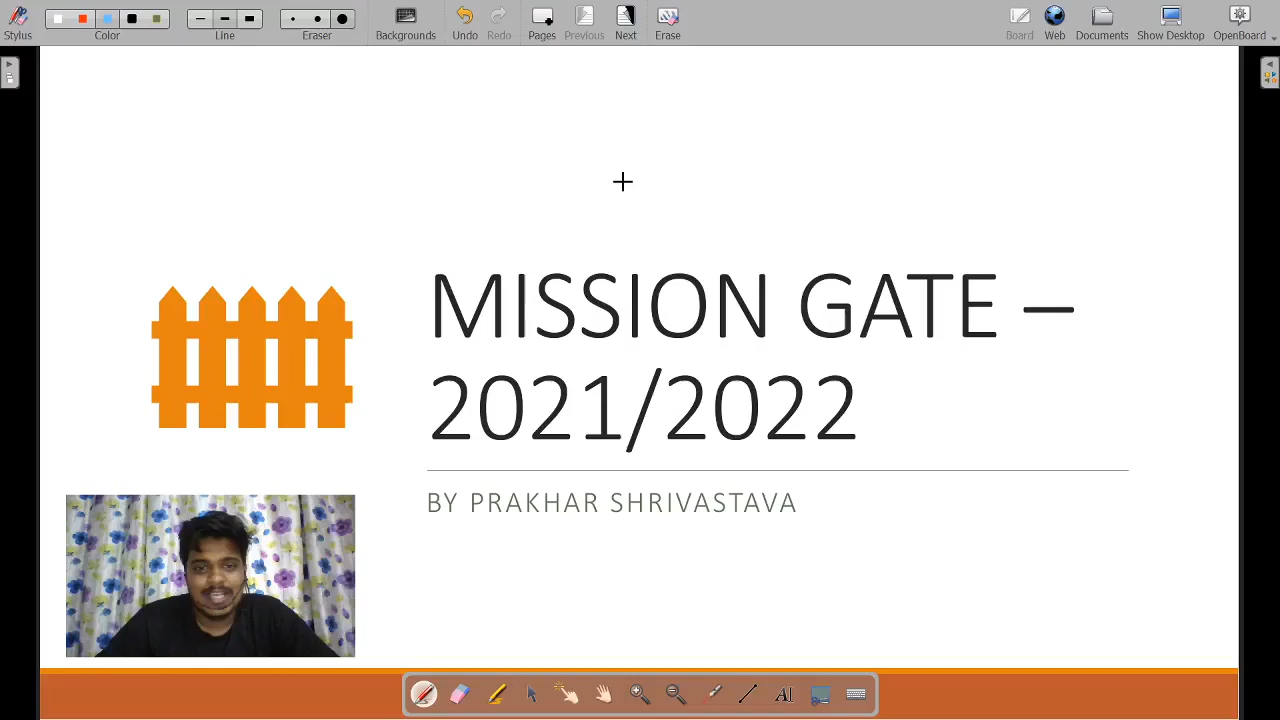 Stylus
Color
Line
Eraser
Backgrounds
Undo
Redo
Pages
Previous
Next
Erase
Board
Web
Documents
Show Desktop
OpenBoard
MISSION GATE –
2021/2022
BY PRAKHAR SHRIVASTAVA
AI